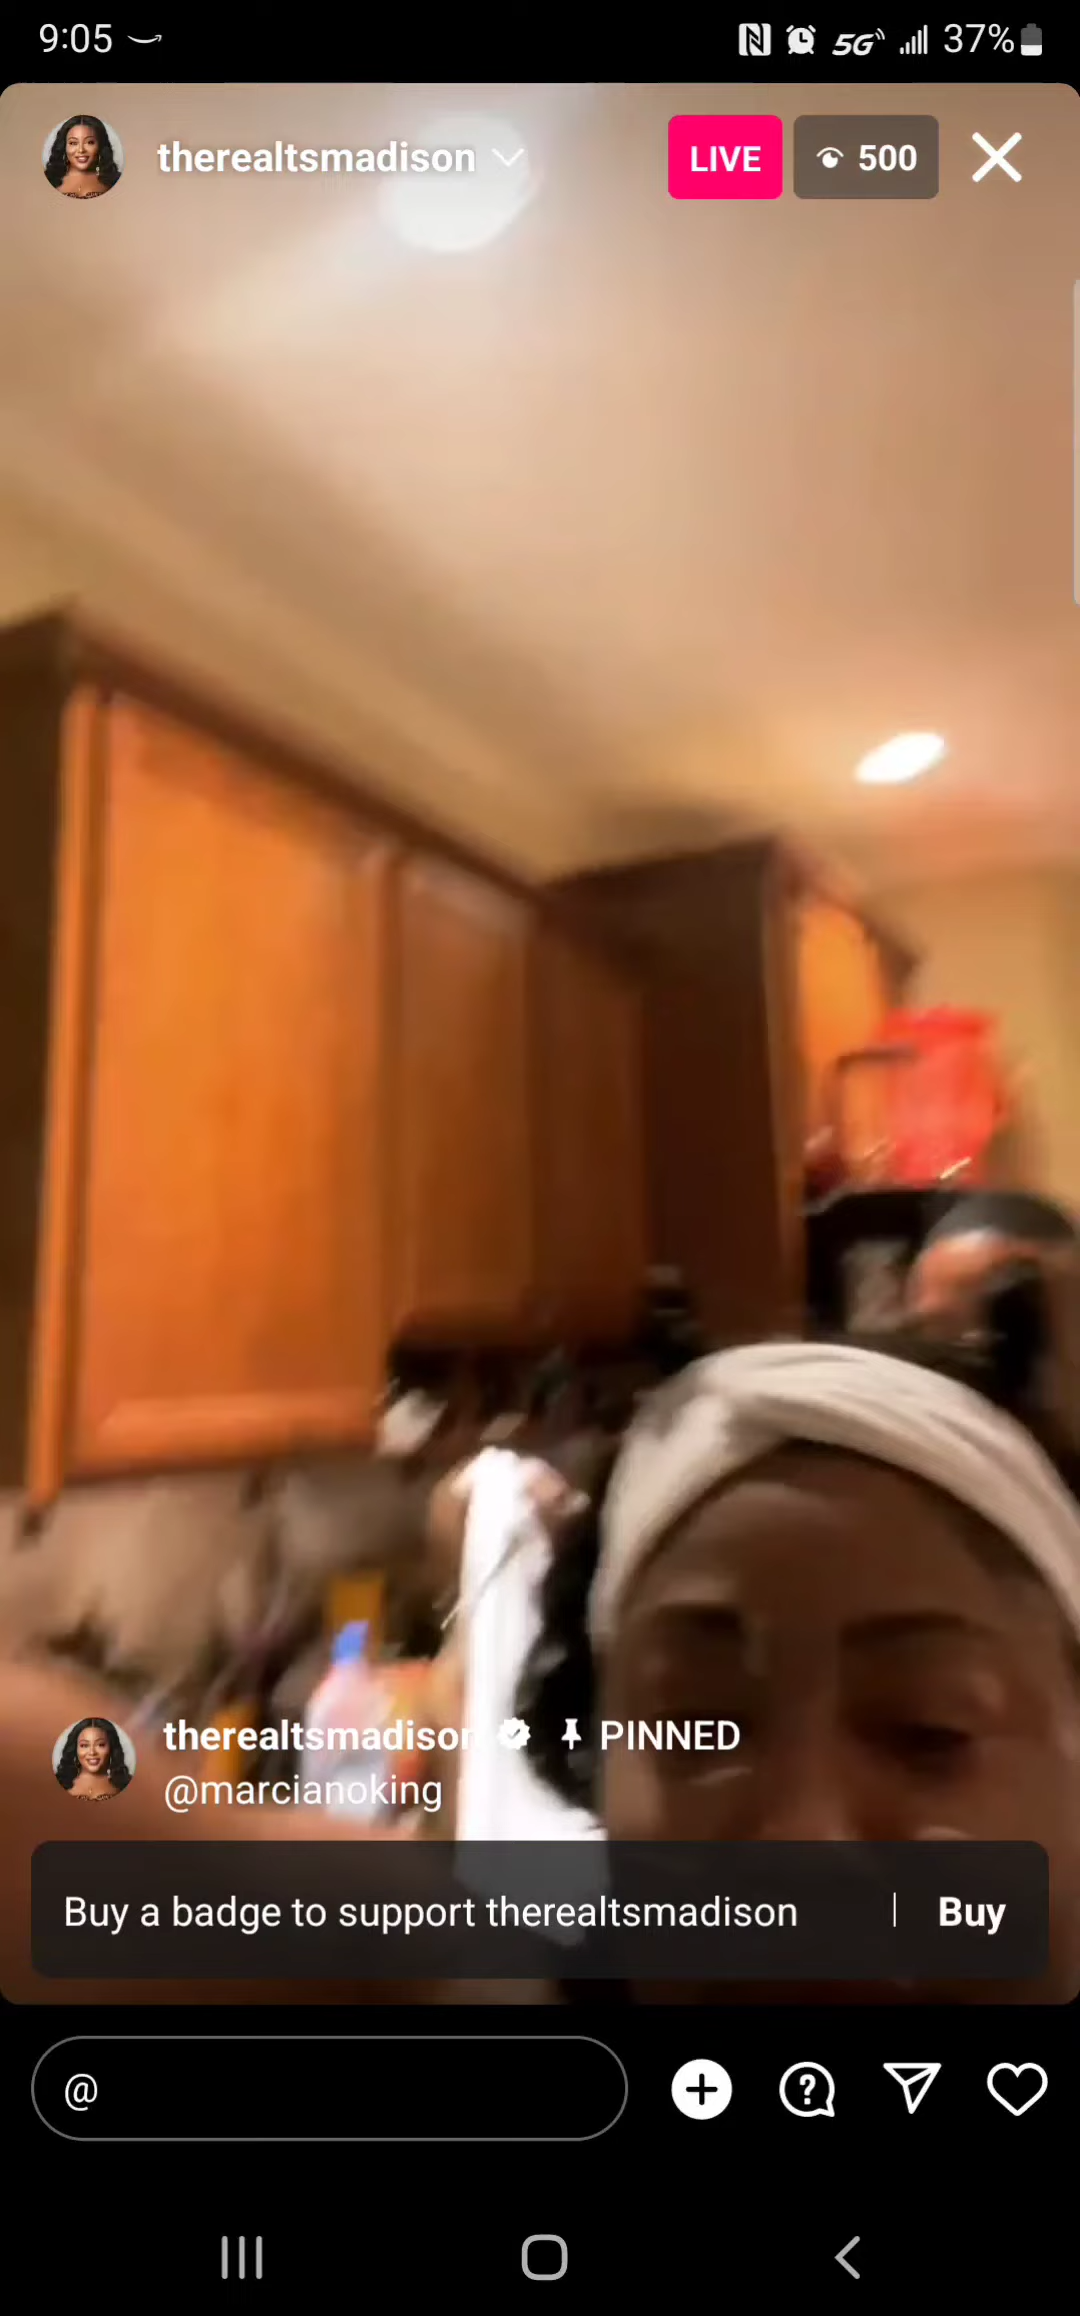 9:05
5G
37%
therealtsmadison
LIVE
500
therealtsmadison PINNED
@marcianoking
Buy a badge to support therealtsmadison | Buy
@